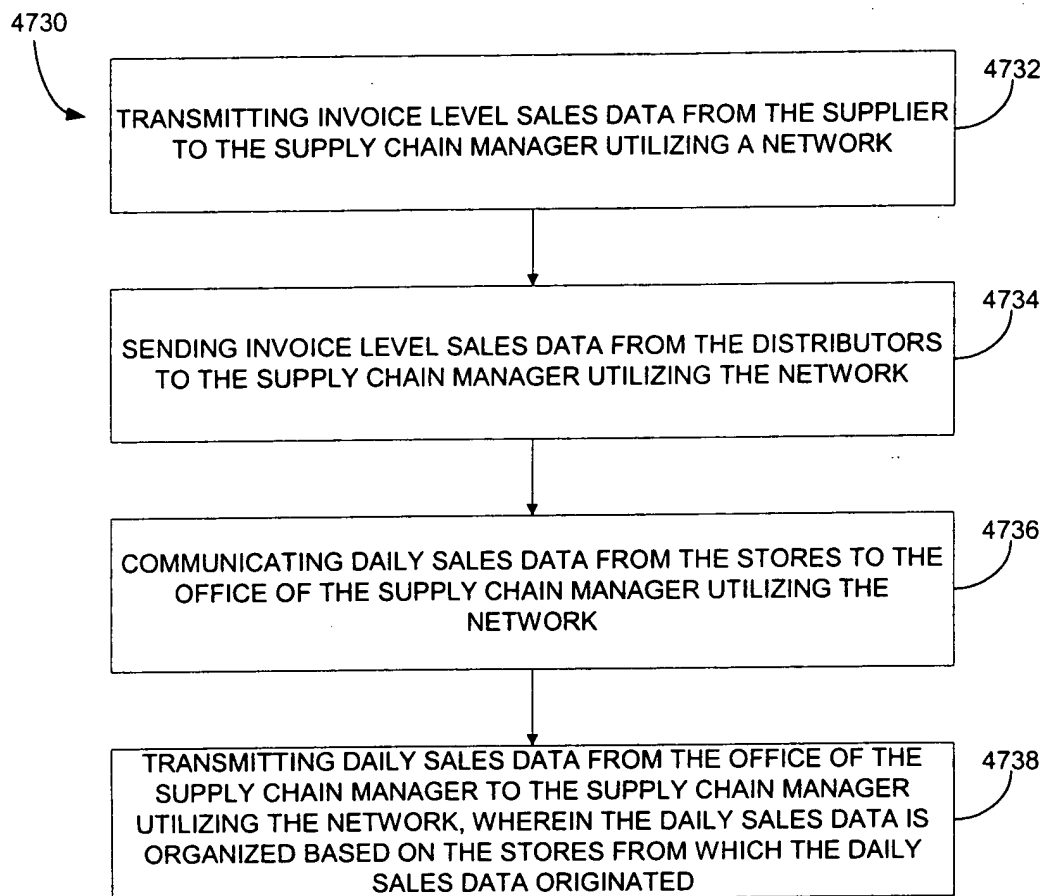 4730
4732
TRANSMITTING INVOICE LEVEL SALES DATA FROM THE SUPPLIER
TO THE SUPPLY CHAIN MANAGER UTILIZING A NETWORK
4734
SENDING INVOICE LEVEL SALES DATA FROM THE DISTRIBUTORS
TO THE SUPPLY CHAIN MANAGER UTILIZING THE NETWORK
4736
COMMUNICATING DAILY SALES DATA FROM THE STORES TO THE
OFFICE OF THE SUPPLY CHAIN MANAGER UTILIZING THE
NETWORK
4738
TRANSMITTING DAILY SALES DATA FROM THE OFFICE OF THE
SUPPLY CHAIN MANAGER TO THE SUPPLY CHAIN MANAGER
UTILIZING THE NETWORK, WHEREIN THE DAILY SALES DATA IS
ORGANIZED BASED ON THE STORES FROM WHICH THE DAILY
SALES DATA ORIGINATED